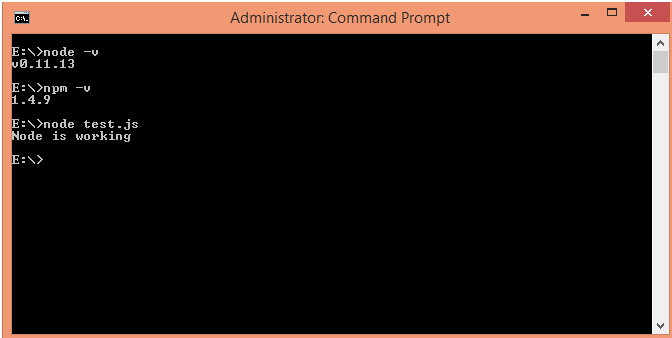 Administrator: Command Prompt
E:\>node -v
v0.11.13
E:\>npm -v
1.4.9
E:\>node test.js
Node is working
E:\>